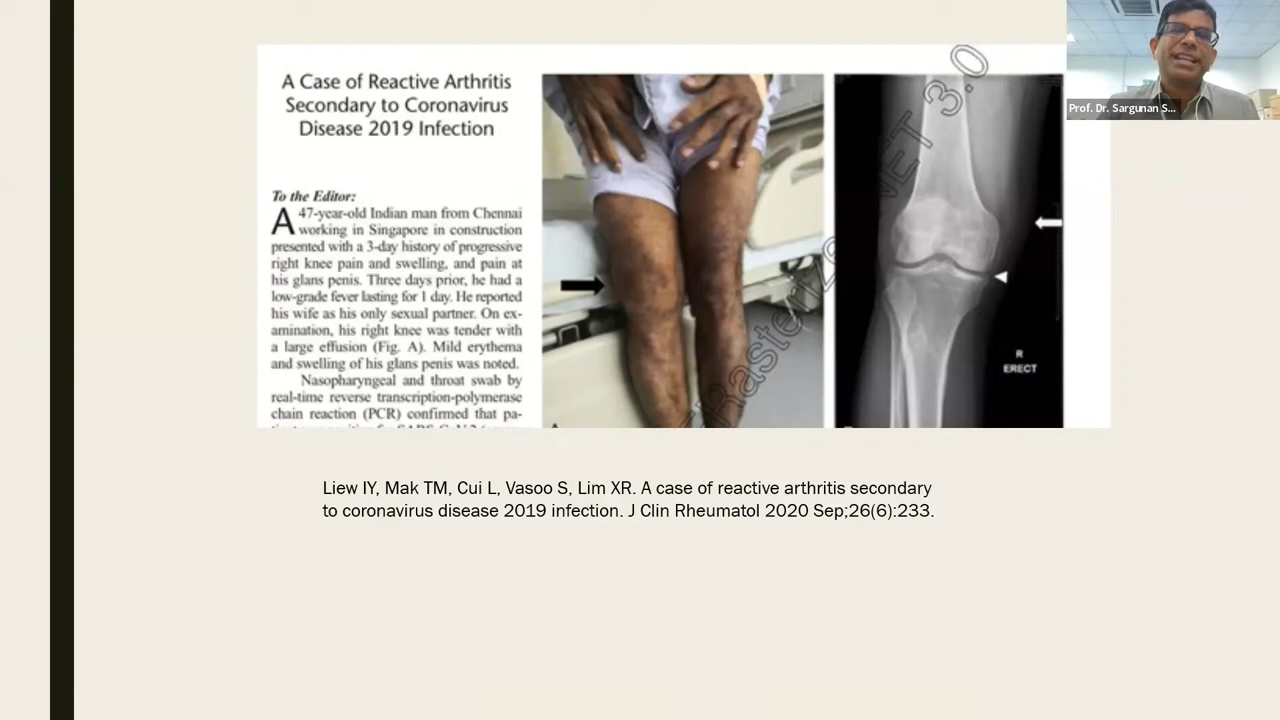 A Case of Reactive Arthritis
Secondary to Coronavirus
Disease 2019 Infection
To the Editor:
A 47-year-old Indian man from Chennai
working in Singapore in construction
presented with a 3-day history of progressive
right knee pain and swelling, and pain at
his glans penis. Three days prior, he had a
low-grade fever lasting for 1 day. He reported
his wife as his only sexual partner. On ex-
amination, his right knee was tender with
a large effusion (Fig. A). Mild erythema
and swelling of his glans penis was noted.
Nasopharyngeal and throat swab by
real-time reverse transcription-polymerase
chain reaction (PCR) confirmed that pa-
R
ERECT
Prof. Dr. Sargunan S...
Liew IY, Mak TM, Cui L, Vasoo S, Lim XR. A case of reactive arthritis secondary
to coronavirus disease 2019 infection. J Clin Rheumatol 2020 Sep;26(6):233.